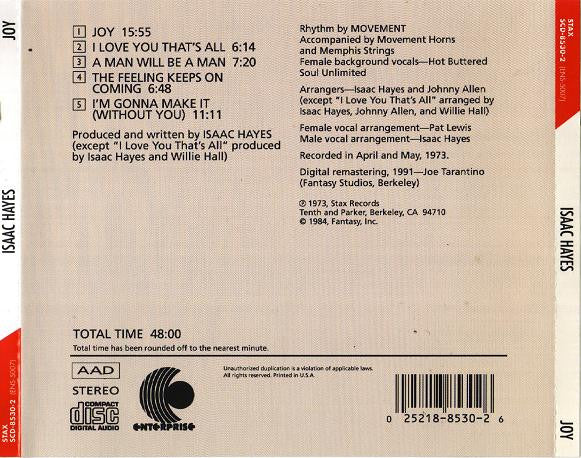 JOY
ISAAC HAYES
STAX
SCD-8530-2 (ENS-5007)
1 JOY 15:55
2 I LOVE YOU THAT'S ALL 6:14
3 A MAN WILL BE A MAN 7:20
4 THE FEELING KEEPS ON
COMING 6:48
5 I'M GONNA MAKE IT
(WITHOUT YOU) 11:11
Produced and written by ISAAC HAYES
(except "I Love You That's All" produced
by Isaac Hayes and Willie Hall)
Rhythm by MOVEMENT
Accompanied by Movement Horns
and Memphis Strings
Female background vocals—Hot Buttered
Soul Unlimited
Arrangers—Isaac Hayes and Johnny Allen
(except "I Love You That's All" arranged by
Isaac Hayes, Johnny Allen, and Willie Hall)
Female vocal arrangement—Pat Lewis
Male vocal arrangement—Isaac Hayes
Recorded in April and May, 1973.
Digital remastering, 1991—Joe Tarantino
(Fantasy Studios, Berkeley)
℗ 1973, Stax Records
Tenth and Parker, Berkeley, CA 94710
© 1984, Fantasy, Inc.
TOTAL TIME 48:00
Total time has been rounded off to the nearest minute.
AAD
STEREO
COMPACT
disc
DIGITAL AUDIO
ENTERPRISE
Unauthorized duplication is a violation of applicable laws.
All rights reserved. Printed in U.S.A.
0 25218-8530-2 6
STAX
SCD-8530-2 (ENS-5007)
ISAAC HAYES
JOY